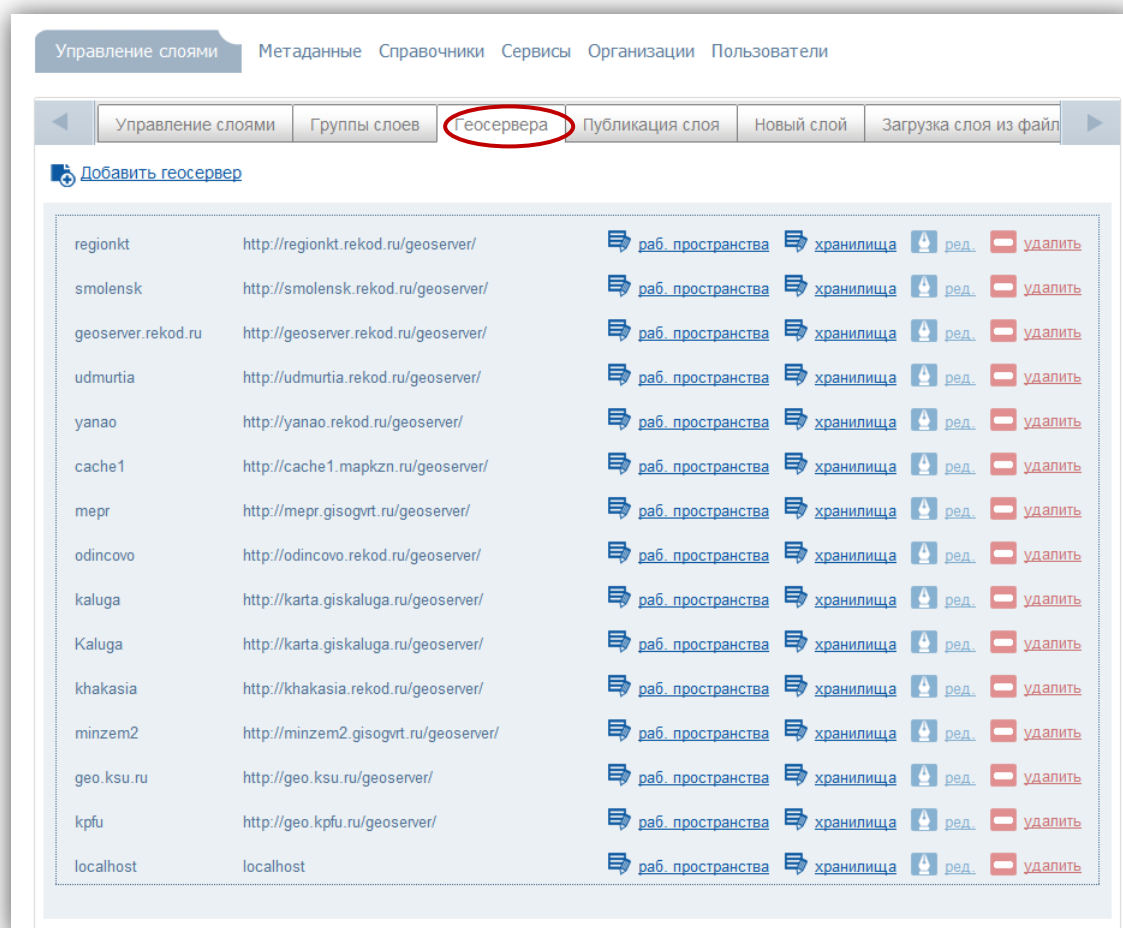 Управление слоями Метаданные Справочники Сервисы Организации Пользователи
Управление слоями Группы слоев Геосервера Публикация слоя Новый слой Загрузка слоя из файл
Добавить геосервер
regionkt http://regionkt.rekod.ru/geoserver/ раб. пространства хранилища ред. удалить
smolensk http://smolensk.rekod.ru/geoserver/ раб. пространства хранилища ред. удалить
geoserver.rekod.ru http://geoserver.rekod.ru/geoserver/ раб. пространства хранилища ред. удалить
udmurtia http://udmurtia.rekod.ru/geoserver/ раб. пространства хранилища ред. удалить
yanao http://yanao.rekod.ru/geoserver/ раб. пространства хранилища ред. удалить
cache1 http://cache1.mapkzn.ru/geoserver/ раб. пространства хранилища ред. удалить
mepr http://mepr.gisogvrt.ru/geoserver/ раб. пространства хранилища ред. удалить
odincovo http://odincovo.rekod.ru/geoserver/ раб. пространства хранилища ред. удалить
kaluga http://karta.giskaluga.ru/geoserver/ раб. пространства хранилища ред. удалить
Kaluga http://karta.giskaluga.ru/geoserver/ раб. пространства хранилища ред. удалить
khakasia http://khakasia.rekod.ru/geoserver/ раб. пространства хранилища ред. удалить
minzem2 http://minzem2.gisogvrt.ru/geoserver/ раб. пространства хранилища ред. удалить
geo.ksu.ru http://geo.ksu.ru/geoserver/ раб. пространства хранилища ред. удалить
kpfu http://geo.kpfu.ru/geoserver/ раб. пространства хранилища ред. удалить
localhost localhost раб. пространства хранилища ред. удалить